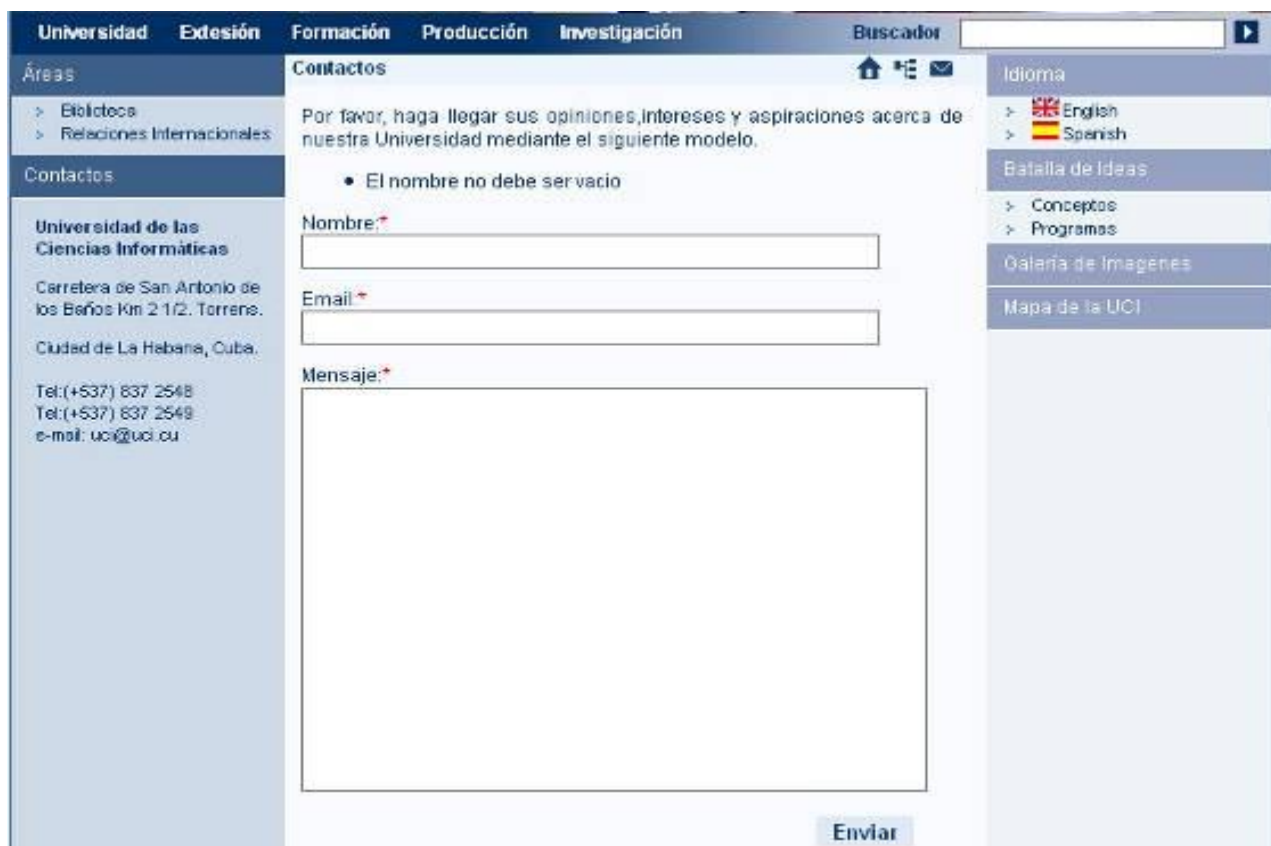 Universidad Extesión Formación Producción Investigación Buscador
Áreas
> Biblioteca
> Relaciones Internacionales
Contactos
Universidad de las
Ciencias Informáticas
Carretera de San Antonio de
los Baños Km 2 1/2. Torrens.
Ciudad de La Habana, Cuba.
Tel:(+537) 837 2548
Tel:(+537) 837 2549
e-mail: uci@uci.cu
Contactos
Por favor, haga llegar sus opiniones,intereses y aspiraciones acerca de
nuestra Universidad mediante el siguiente modelo.
• El nombre no debe ser vacio
Nombre:*
Email:*
Mensaje:*
Enviar
Idioma
> English
> Spanish
Batalla de Ideas
> Conceptos
> Programas
Galería de Imagenes
Mapa de la UCI